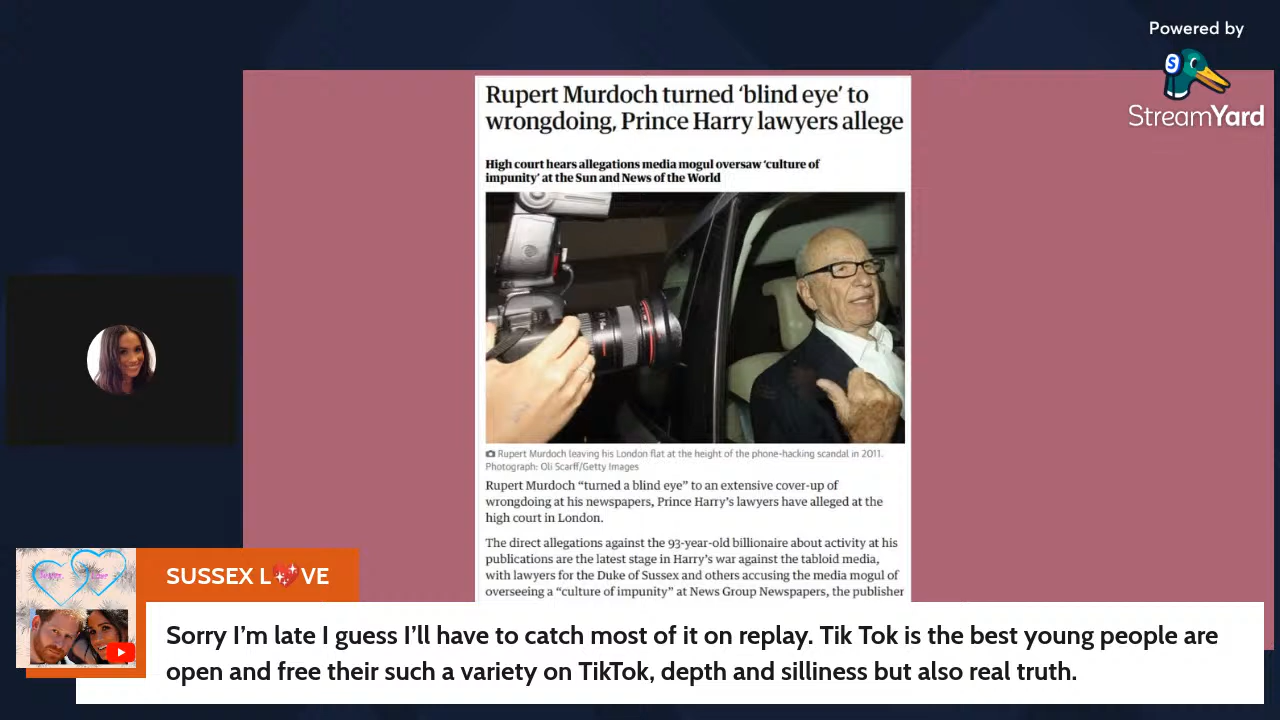 Powered by
S
StreamYard
Rupert Murdoch turned ‘blind eye’ to
wrongdoing, Prince Harry lawyers allege
High court hears allegations media mogul oversaw ‘culture of
impunity’ at the Sun and News of the World
Rupert Murdoch leaving his London flat at the height of the phone-hacking scandal in 2011.
Photograph: Oli Scarff/Getty Images
Rupert Murdoch “turned a blind eye” to an extensive cover-up of
wrongdoing at his newspapers, Prince Harry’s lawyers have alleged at the
high court in London.
The direct allegations against the 93-year-old billionaire about activity at his
publications are the latest stage in Harry’s war against the tabloid media,
with lawyers for the Duke of Sussex and others accusing the media mogul of
overseeing a “culture of impunity” at News Group Newspapers, the publisher
SUSSEX L💖VE
Sorry I’m late I guess I’ll have to catch most of it on replay. Tik Tok is the best young people are
open and free their such a variety on TikTok, depth and silliness but also real truth.